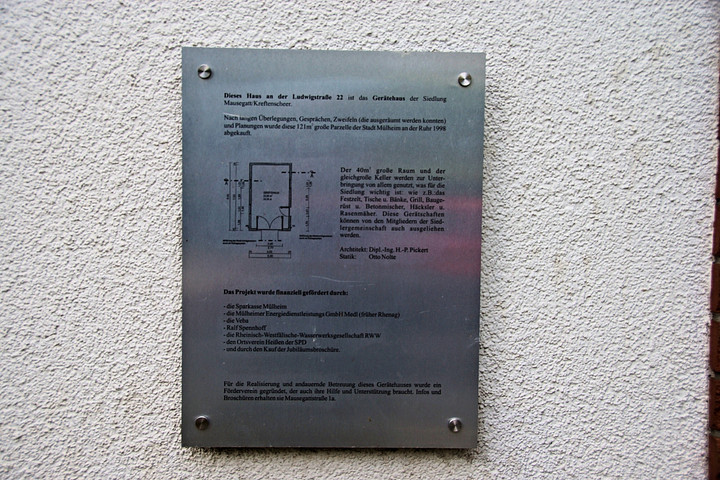 Dieses Haus an der Ludwigstraße 22 ist das Gerätehaus der Siedlung
Mausegatt/Kreftenscheer.
Nach langen Überlegungen, Gesprächen, Zweifeln (die ausgeräumt werden konnten)
und Planungen wurde diese 121m² große Parzelle der Stadt Mülheim an der Ruhr 1998
abgekauft.
Der 40m² große Raum und der
gleichgroße Keller werden zur Unter-
bringung von allem genutzt, was für die
Siedlung wichtig ist: wie z.B. das
Festzelt, Tische u. Bänke, Grill, Bauge-
rüst u. Betonmischer, Häcksler u.
Rasenmäher. Diese Gerätschaften
können von den Mitgliedern der Sied-
lergemeinschaft auch ausgeliehen
werden.
Architekt: Dipl.-Ing. H.-P. Pickert
Statik: Otto Nolte
Das Projekt wurde finanziell gefördert durch:
- die Sparkasse Mülheim
- die Mülheimer Energiedienstleistungs GmbH Medl (früher Rhenag)
- die Veba
- Ralf Spennhoff
- die Rheinisch-Westfälische-Wasserwerksgesellschaft RWW
- den Ortsverein Heißen der SPD
- und durch den Kauf der Jubiläumsbroschüre.
Für die Realisierung und andauernde Betreuung dieses Gerätehauses wurde ein
Förderverein gegründet, der auch ihre Hilfe und Unterstützung braucht. Infos und
Broschüren erhalten sie Mausegattstraße 1a.